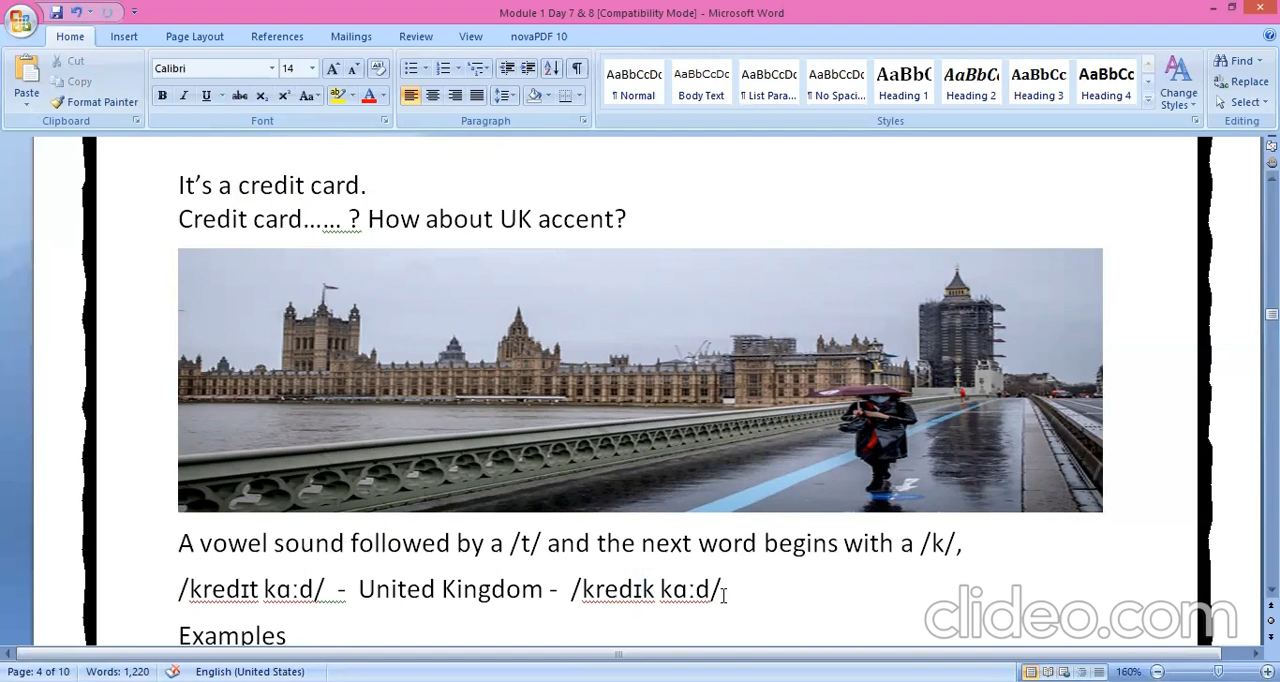 Module 1 Day 7 & 8 [Compatibility Mode] - Microsoft Word
Home Insert Page Layout References Mailings Review View novaPDF 10
Paste
Cut
Copy
Format Painter
Clipboard
Calibri 14
B I U abc x₂ x² Aa
Font
Paragraph
AaBbCcDc AaBbCcDc AaBbCcDc AaBbCcDc AaBbC AaBbCc AaBbCc AaBbCc
¶ Normal Body Text ¶ List Para... ¶ No Spaci... Heading 1 Heading 2 Heading 3 Heading 4
Change Styles
Styles
Find
Replace
Select
Editing
It’s a credit card.
Credit card…… ? How about UK accent?
A vowel sound followed by a /t/ and the next word begins with a /k/,
/kredɪt kɑːd/ - United Kingdom - /kredɪk kɑːd/
Examples
clideo.com
Page: 4 of 10 Words: 1,220 English (United States) 160%